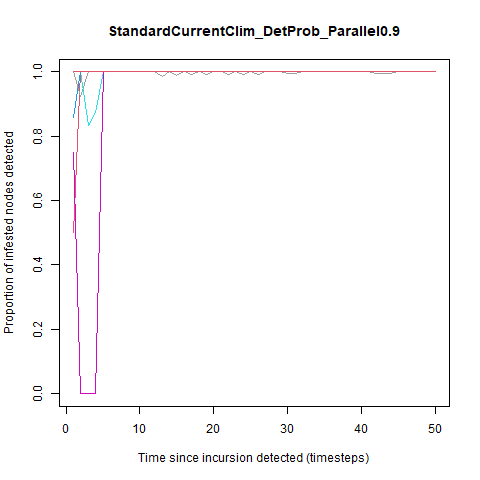 StandardCurrentClim_DetProb_Parallel0.9
Proportion of infested nodes detected
1.0
0.8
0.6
0.4
0.2
0.0
0 10 20 30 40 50
Time since incursion detected (timesteps)